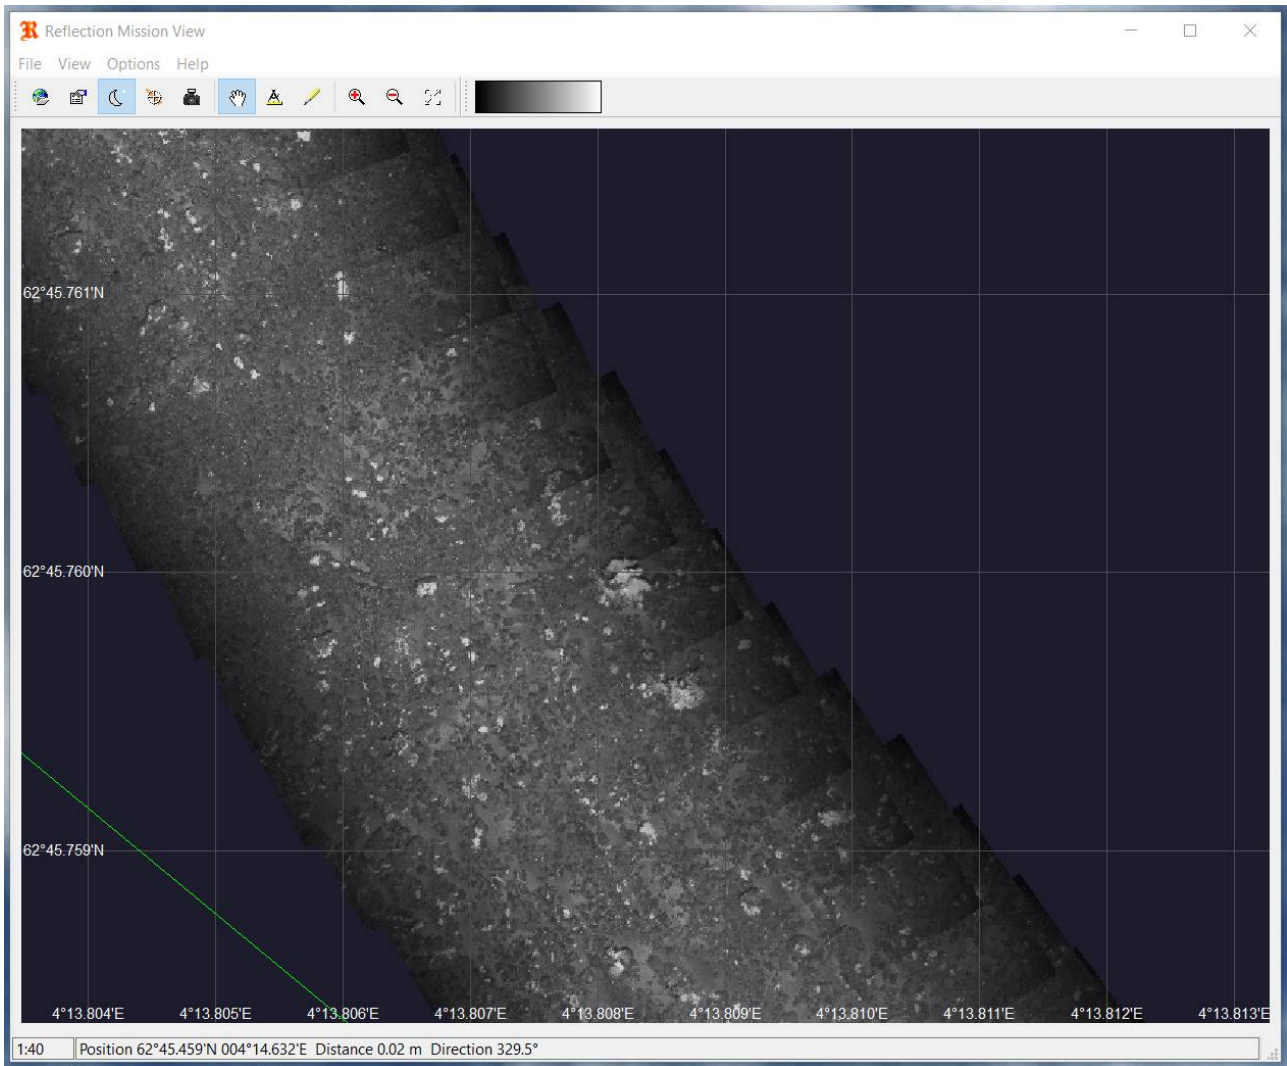 R Reflection Mission View
File View Options Help
62°45.761'N
62°45.760'N
62°45.759'N
4°13.804'E 4°13.805'E 4°13.806'E 4°13.807'E 4°13.808'E 4°13.809'E 4°13.810'E 4°13.811'E 4°13.812'E 4°13.813'E
1:40 Position 62°45.459'N 004°14.632'E Distance 0.02 m Direction 329.5°